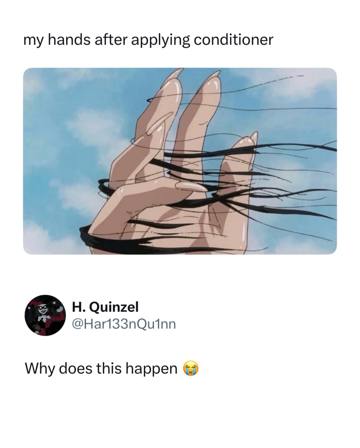 my hands after applying conditioner
H. Quinzel
@Har133nQu1nn
Why does this happen 😭